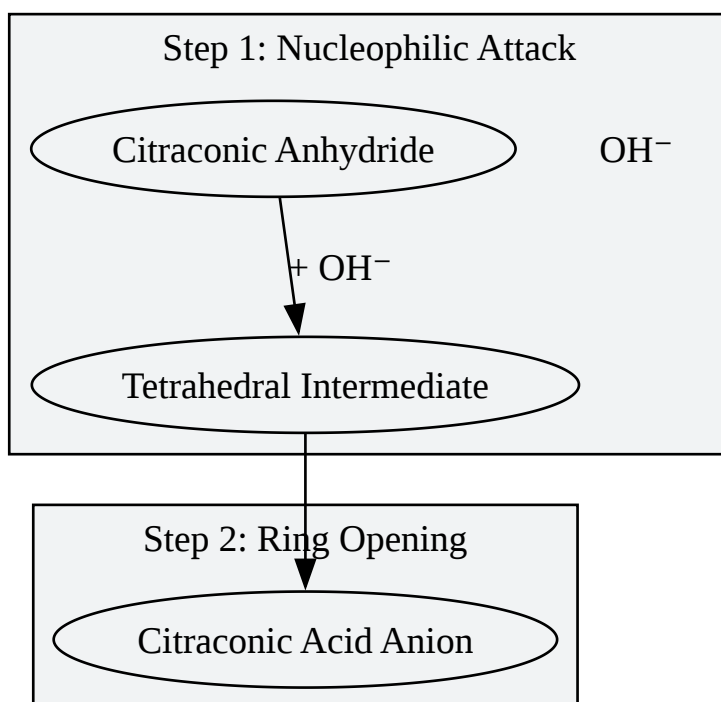 Step 1: Nucleophilic Attack
Citraconic Anhydride
OH⁻
+ OH⁻
Tetrahedral Intermediate
Step 2: Ring Opening
Citraconic Acid Anion